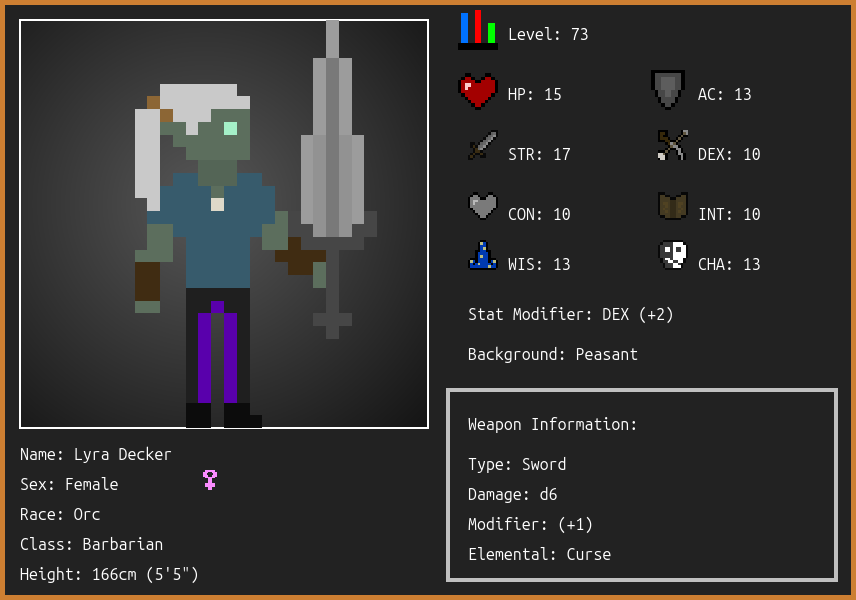 Level: 73
HP: 15
AC: 13
STR: 17
DEX: 10
CON: 10
INT: 10
WIS: 13
CHA: 13
Stat Modifier: DEX (+2)
Background: Peasant
Weapon Information:
Type: Sword
Damage: d6
Modifier: (+1)
Elemental: Curse
Name: Lyra Decker
Sex: Female
Race: Orc
Class: Barbarian
Height: 166cm (5'5")